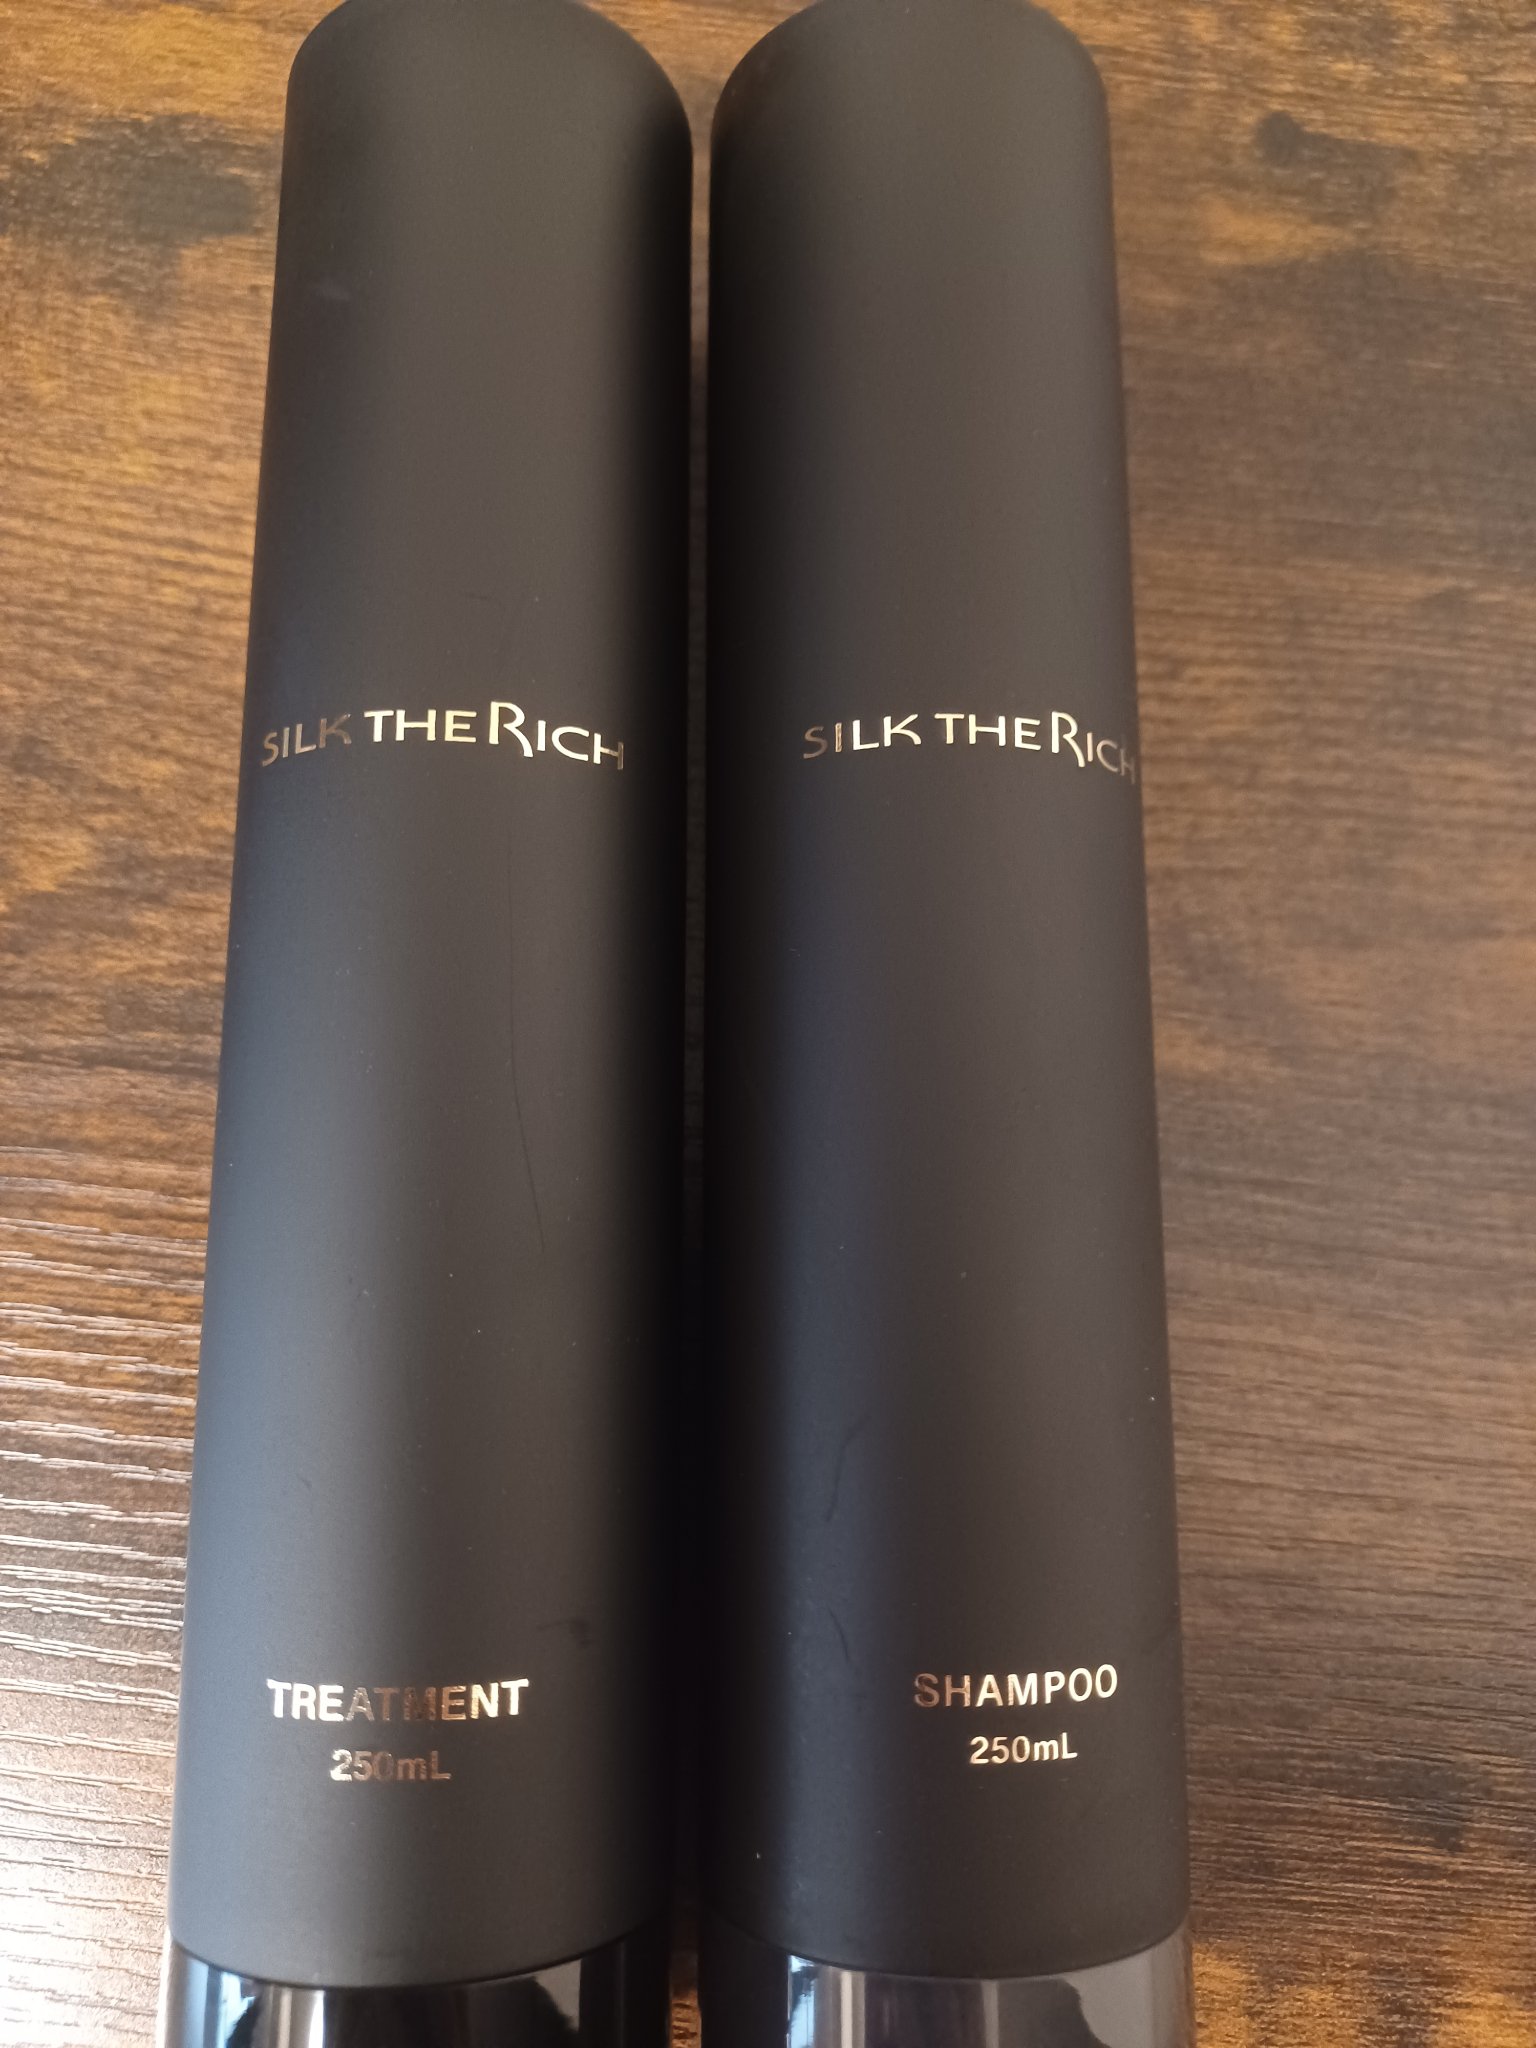 SILK THE RICH
TREATMENT
250mL
SILK THE RICH
SHAMPOO
250mL